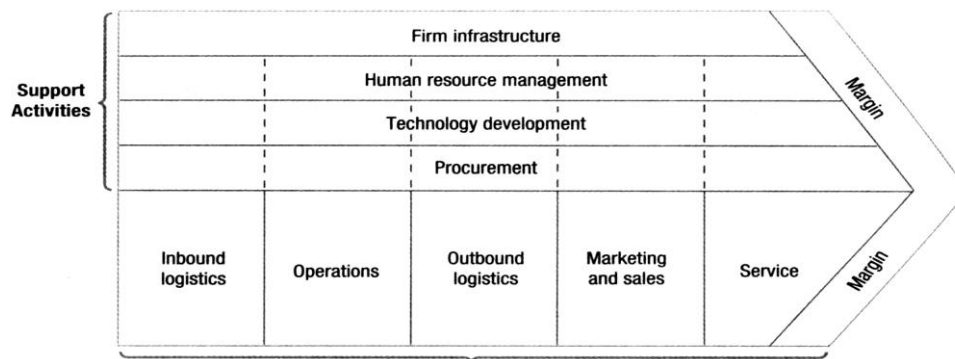 Firm infrastructure
Human resource management
Support
Activities
Technology development
Procurement
Margin
Inbound
logistics
Operations
Outbound
logistics
Marketing
and sales
Service
Margin